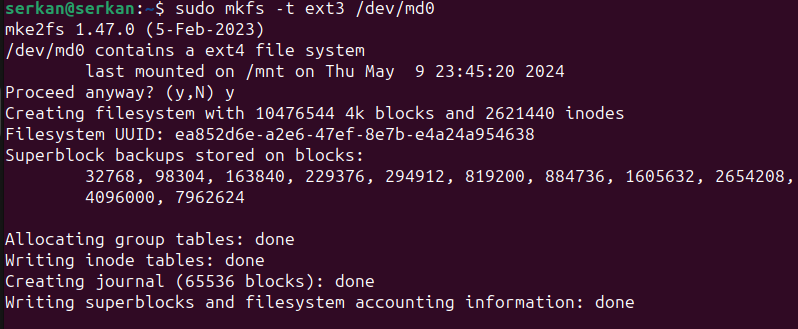 serkan@serkan:~$ sudo mkfs -t ext3 /dev/md0
mke2fs 1.47.0 (5-Feb-2023)
/dev/md0 contains a ext4 file system
        last mounted on /mnt on Thu May  9 23:45:20 2024
Proceed anyway? (y,N) y
Creating filesystem with 10476544 4k blocks and 2621440 inodes
Filesystem UUID: ea852d6e-a2e6-47ef-8e7b-e4a24a954638
Superblock backups stored on blocks:
        32768, 98304, 163840, 229376, 294912, 819200, 884736, 1605632, 2654208,
        4096000, 7962624

Allocating group tables: done
Writing inode tables: done
Creating journal (65536 blocks): done
Writing superblocks and filesystem accounting information: done